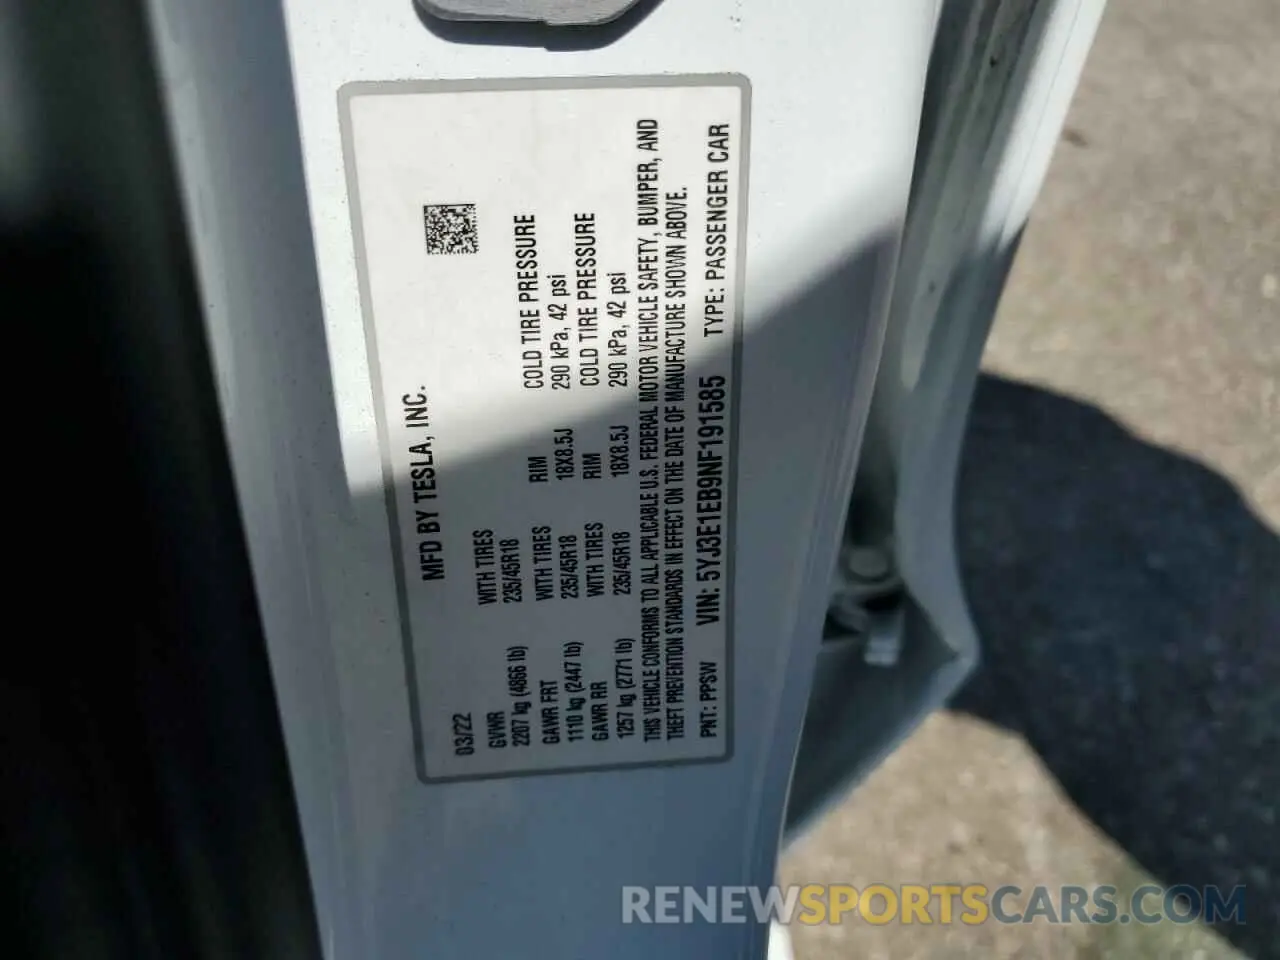 MFD BY TESLA, INC.
03/22
GVWR WITH TIRES RIM COLD TIRE PRESSURE
2207 kg (4866 lb) 235/45R18
GAWR FRT WITH TIRES RIM COLD TIRE PRESSURE
1110 kg (2447 lb) 235/45R18 18X8.5J 290 kPa, 42 psi
GAWR RR WITH TIRES RIM COLD TIRE PRESSURE
1257 kg (2771 lb) 235/45R18 18X8.5J 290 kPa, 42 psi
THIS VEHICLE CONFORMS TO ALL APPLICABLE U.S. FEDERAL MOTOR VEHICLE SAFETY, BUMPER, AND
THEFT PREVENTION STANDARDS IN EFFECT ON THE DATE OF MANUFACTURE SHOWN ABOVE.
PNT: PPSW VIN: 5YJ3E1EB9NF191585 TYPE: PASSENGER CAR
RENEWSPORTSCARS.COM